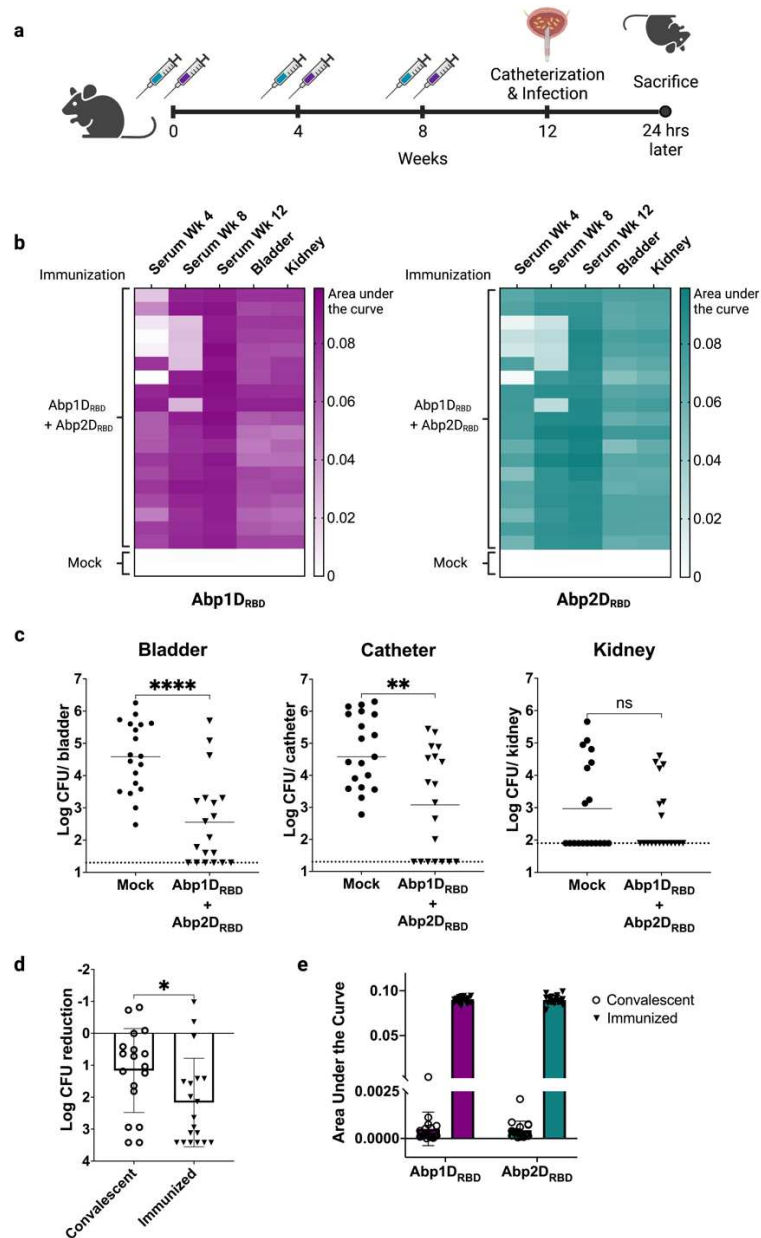 a
Catheterization
& Infection
Sacrifice
0
4
8
12
24 hrs
later
Weeks
b
Immunization
Serum Wk 4
Serum Wk 8
Serum Wk 12
Bladder
Kidney
Area under
the curve
0.08
0.06
0.04
0.02
0
Abp1DRBD
+ Abp2DRBD
Mock
Abp1DRBD
Immunization
Serum Wk 4
Serum Wk 8
Serum Wk 12
Bladder
Kidney
Area under
the curve
0.08
0.06
0.04
0.02
0
Abp1DRBD
+ Abp2DRBD
Mock
Abp2DRBD
c
Bladder
Log CFU/ bladder
7
6
5
4
3
2
1
****
Mock
Abp1DRBD
+
Abp2DRBD
Catheter
Log CFU/ catheter
7
6
5
4
3
2
1
**
Mock
Abp1DRBD
+
Abp2DRBD
Kidney
Log CFU/ kidney
7
6
5
4
3
2
1
ns
Mock
Abp1DRBD
+
Abp2DRBD
d
Log CFU reduction
-2
-1
0
1
2
3
4
*
Convalescent
Immunized
e
Area Under the Curve
0.10
0.05
0.0025
0.0000
Abp1DRBD
Abp2DRBD
Convalescent
Immunized